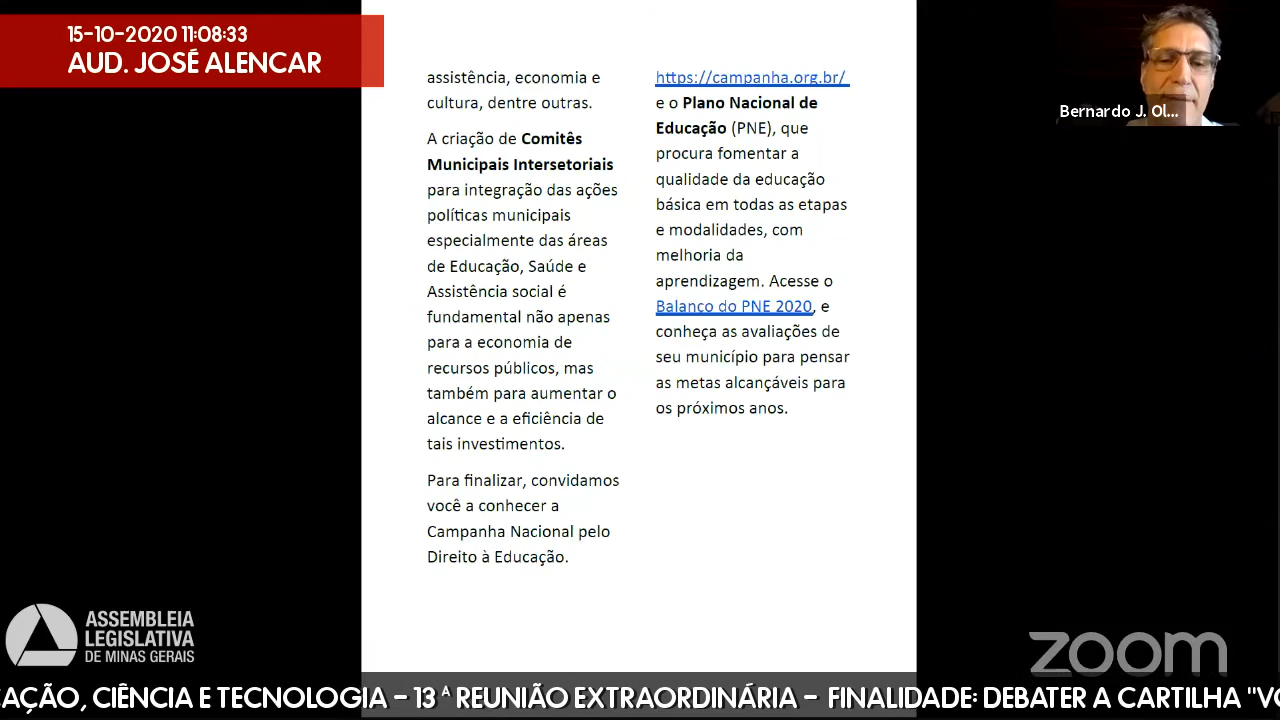 15-10-2020 11:08:33
AUD. JOSÉ ALENCAR
assistência, economia e
cultura, dentre outras.
A criação de Comitês
Municipais Intersetoriais
para integração das ações
políticas municipais
especialmente das áreas
de Educação, Saúde e
Assistência social é
fundamental não apenas
para a economia de
recursos públicos, mas
também para aumentar o
alcance e a eficiência de
tais investimentos.
Para finalizar, convidamos
você a conhecer a
Campanha Nacional pelo
Direito à Educação.
https://campanha.org.br/
e o Plano Nacional de
Educação (PNE), que
procura fomentar a
qualidade da educação
básica em todas as etapas
e modalidades, com
melhoria da
aprendizagem. Acesse o
Balanço do PNE 2020, e
conheça as avaliações de
seu município para pensar
as metas alcançáveis para
os próximos anos.
Bernardo J. Ol...
ASSEMBLEIA
LEGISLATIVA
DE MINAS GERAIS
zoom
CAÇÃO, CIÊNCIA E TECNOLOGIA - 13ª REUNIÃO EXTRAORDINÁRIA - FINALIDADE: DEBATER A CARTILHA "VO